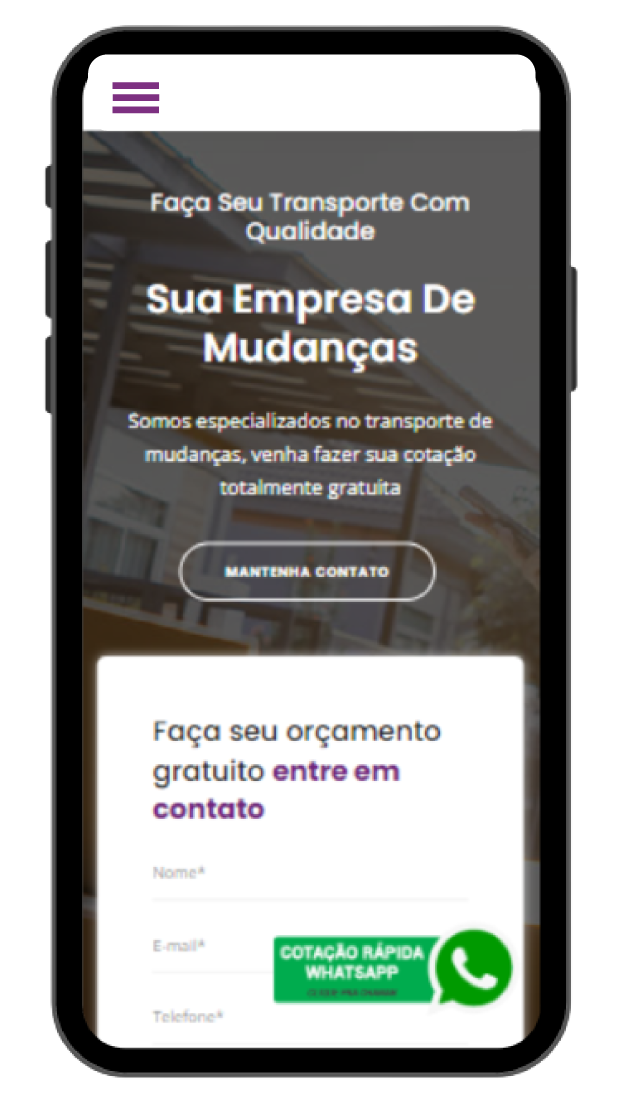 Faça Seu Transporte Com
Qualidade
Sua Empresa De
Mudanças
Somos especializados no transporte de
mudanças, venha fazer sua cotação
totalmente gratuita
MANTENHA CONTATO
Faça seu orçamento
gratuito entre em
contato
Nome*
E-mail*
COTAÇÃO RÁPIDA
WHATSAPP
Telefone*